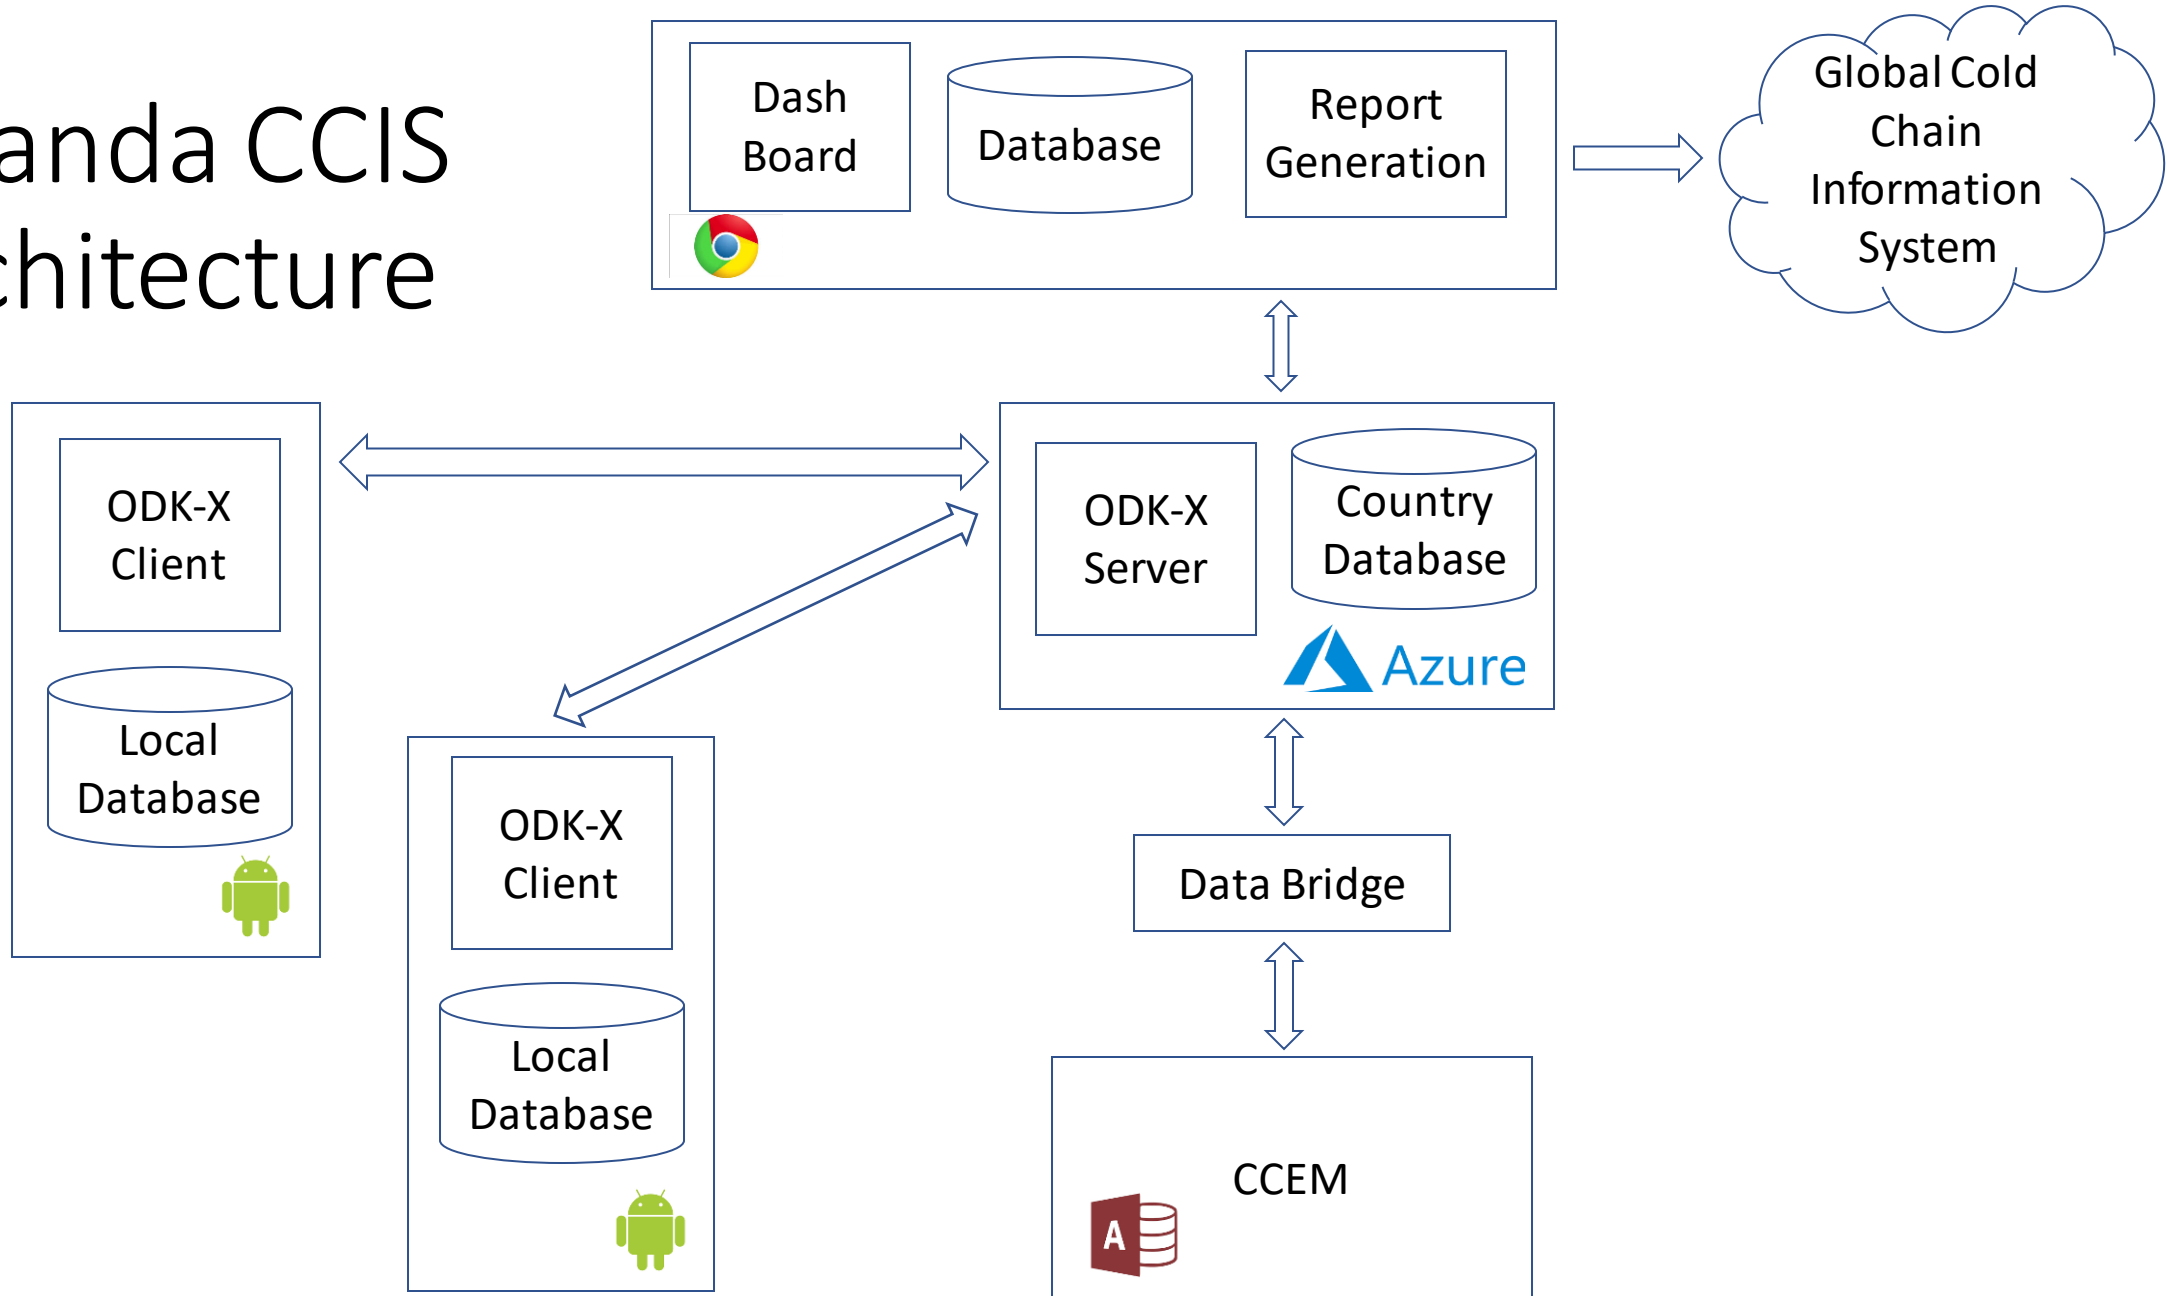 anda CCIS
chitecture
Dash
Board
Database
Report
Generation
Global Cold
Chain
Information
System
ODK-X
Client
Local
Database
ODK-X
Client
Local
Database
ODK-X
Server
Country
Database
Azure
Data Bridge
CCEM
A